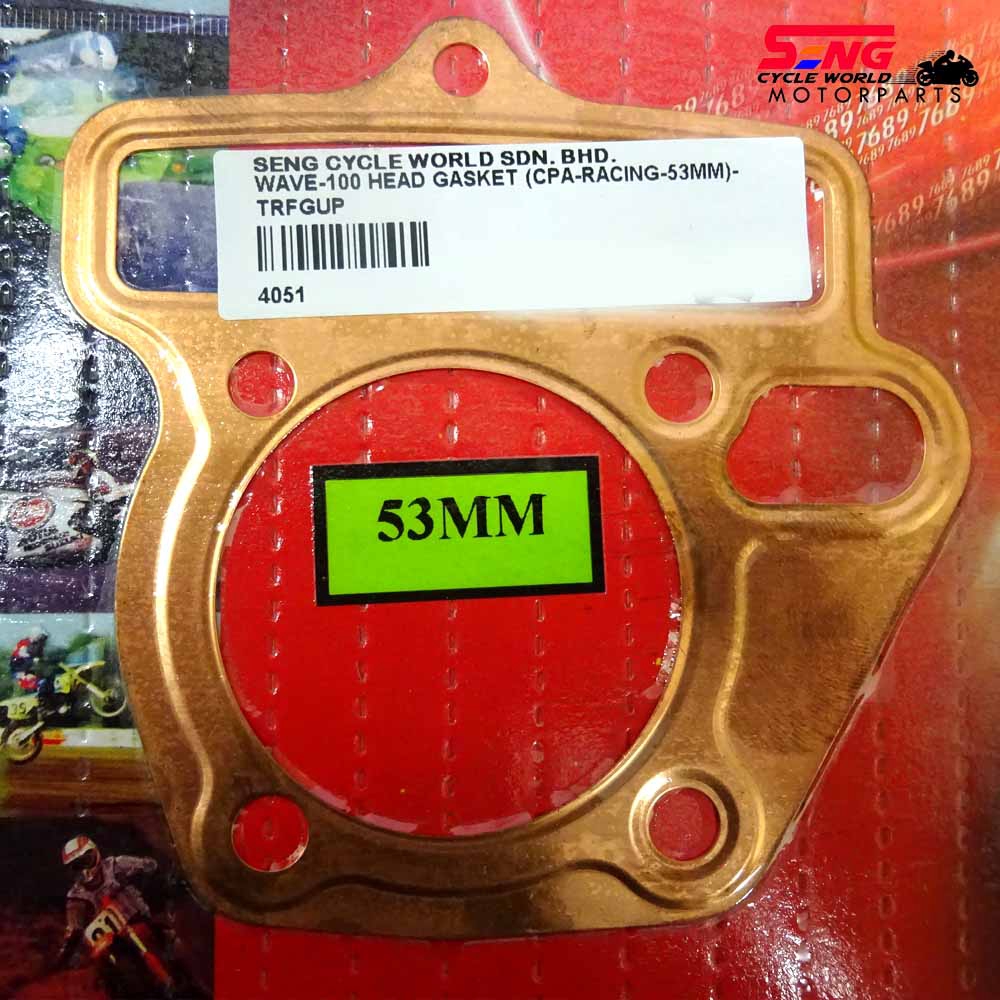 SENG
CYCLE WORLD
MOTORPARTS
SENG CYCLE WORLD SDN. BHD.
WAVE-100 HEAD GASKET (CPA-RACING-53MM)-
TRFGUP
4051
53MM